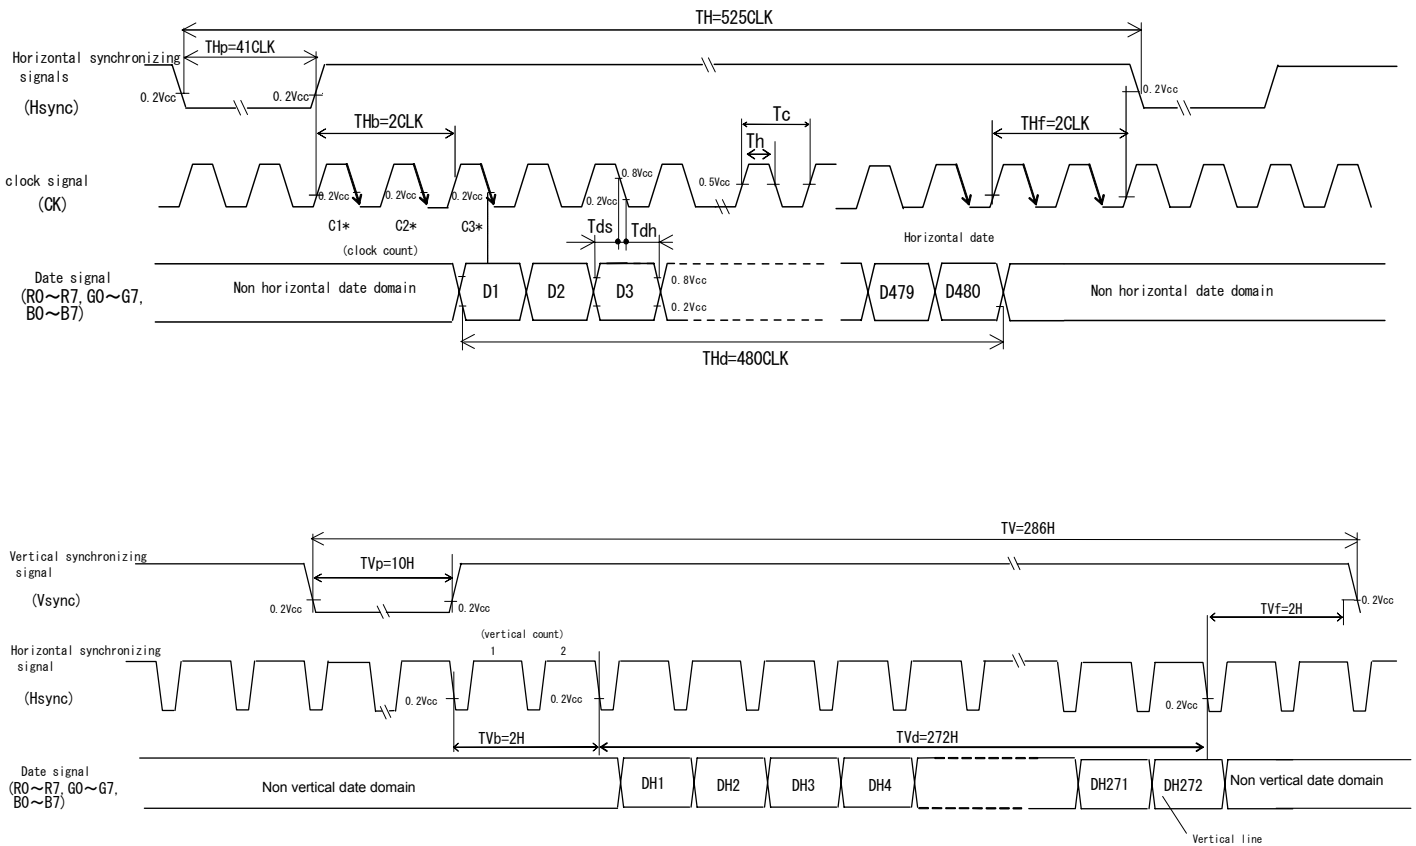 TH=525CLK
THp=41CLK
Horizontal synchronizing
signals
(Hsync)
0.2Vcc
0.2Vcc
0.2Vcc
THb=2CLK
Tc
Th
THf=2CLK
clock signal
(CK)
0.2Vcc
0.2Vcc
0.2Vcc
0.8Vcc
0.2Vcc
0.5Vcc
C1*
C2*
C3*
(clock count)
Tds
Tdh
Horizontal date
Date signal
(R0～R7,G0～G7,
B0～B7)
Non horizontal date domain
D1
D2
D3
0.8Vcc
0.2Vcc
D479
D480
Non horizontal date domain
THd=480CLK
TV=286H
Vertical synchronizing
signal
(Vsync)
TVp=10H
0.2Vcc
0.2Vcc
0.2Vcc
TVf=2H
(vertical count)
1
2
Horizontal synchronizing
signal
(Hsync)
0.2Vcc
0.2Vcc
0.2Vcc
TVb=2H
TVd=272H
Date signal
(R0～R7,G0～G7,
B0～B7)
Non vertical date domain
DH1
DH2
DH3
DH4
DH271
DH272
Non vertical date domain
Vertical line